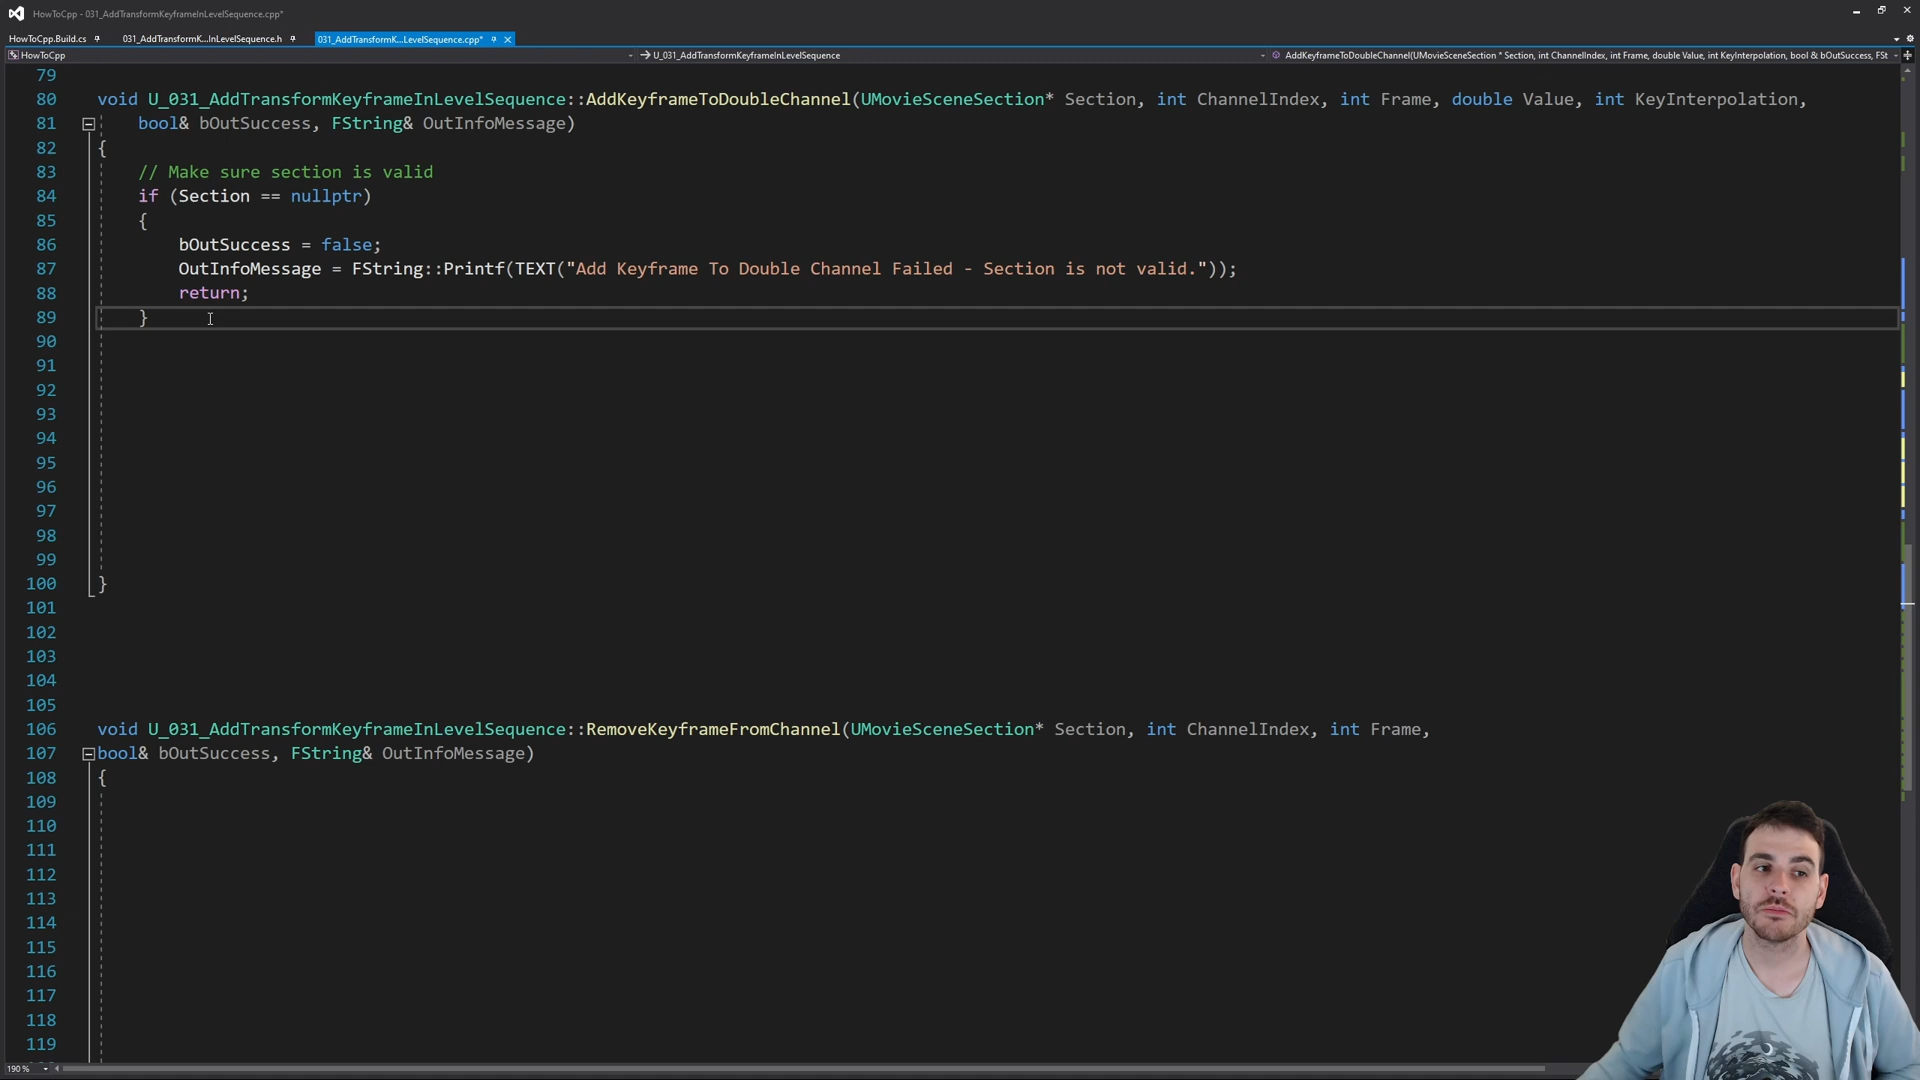 HowToCpp - 031_AddTransformKeyframeInLevelSequence.cpp*
HowToCpp.Build.cs
031_AddTransformK...InLevelSequence.h
031_AddTransformK...LevelSequence.cpp*
HowToCpp
U_031_AddTransformKeyframeInLevelSequence
AddKeyframeToDoubleChannel(UMovieSceneSection * Section, int ChannelIndex, int Frame, double Value, int KeyInterpolation, bool & bOutSuccess, FSt
79
80 void U_031_AddTransformKeyframeInLevelSequence::AddKeyframeToDoubleChannel(UMovieSceneSection* Section, int ChannelIndex, int Frame, double Value, int KeyInterpolation,
81 bool& bOutSuccess, FString& OutInfoMessage)
82 {
83 // Make sure section is valid
84 if (Section == nullptr)
85 {
86 bOutSuccess = false;
87 OutInfoMessage = FString::Printf(TEXT("Add Keyframe To Double Channel Failed - Section is not valid."));
88 return;
89 }
90
91
92
93
94
95
96
97
98
99
100 }
101
102
103
104
105
106 void U_031_AddTransformKeyframeInLevelSequence::RemoveKeyframeFromChannel(UMovieSceneSection* Section, int ChannelIndex, int Frame,
107 bool& bOutSuccess, FString& OutInfoMessage)
108 {
109
110
111
112
113
114
115
116
117
118
119
190 %